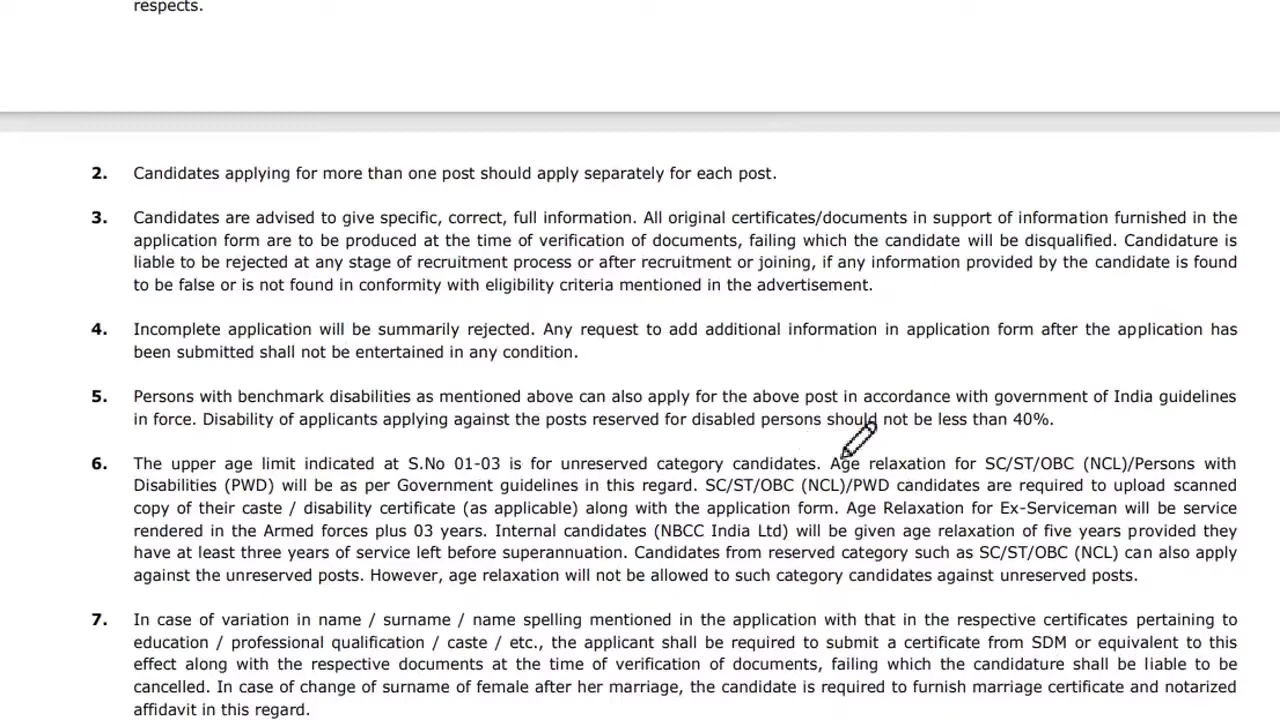 respects.
2. Candidates applying for more than one post should apply separately for each post.
3. Candidates are advised to give specific, correct, full information. All original certificates/documents in support of information furnished in the
application form are to be produced at the time of verification of documents, failing which the candidate will be disqualified. Candidature is
liable to be rejected at any stage of recruitment process or after recruitment or joining, if any information provided by the candidate is found
to be false or is not found in conformity with eligibility criteria mentioned in the advertisement.
4. Incomplete application will be summarily rejected. Any request to add additional information in application form after the application has
been submitted shall not be entertained in any condition.
5. Persons with benchmark disabilities as mentioned above can also apply for the above post in accordance with government of India guidelines
in force. Disability of applicants applying against the posts reserved for disabled persons should not be less than 40%.
6. The upper age limit indicated at S.No 01-03 is for unreserved category candidates. Age relaxation for SC/ST/OBC (NCL)/Persons with
Disabilities (PWD) will be as per Government guidelines in this regard. SC/ST/OBC (NCL)/PWD candidates are required to upload scanned
copy of their caste / disability certificate (as applicable) along with the application form. Age Relaxation for Ex-Serviceman will be service
rendered in the Armed forces plus 03 years. Internal candidates (NBCC India Ltd) will be given age relaxation of five years provided they
have at least three years of service left before superannuation. Candidates from reserved category such as SC/ST/OBC (NCL) can also apply
against the unreserved posts. However, age relaxation will not be allowed to such category candidates against unreserved posts.
7. In case of variation in name / surname / name spelling mentioned in the application with that in the respective certificates pertaining to
education / professional qualification / caste / etc., the applicant shall be required to submit a certificate from SDM or equivalent to this
effect along with the respective documents at the time of verification of documents, failing which the candidature shall be liable to be
cancelled. In case of change of surname of female after her marriage, the candidate is required to furnish marriage certificate and notarized
affidavit in this regard.